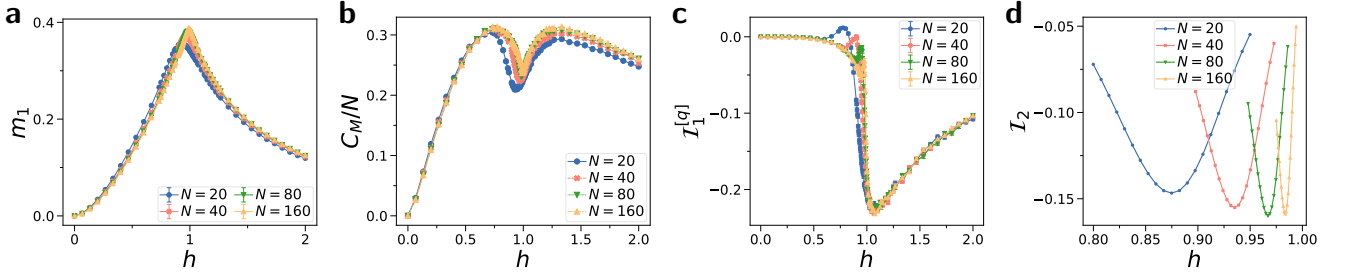 a
0.4
0.2
0.0
m₁
0
1
2
h
N = 20
N = 40
N = 80
N = 160
b
0.3
0.2
0.1
0.0
C_M/N
0.0
0.5
1.0
1.5
2.0
h
N = 20
N = 40
N = 80
N = 160
c
0.0
−0.1
−0.2
I₁^[q]
0.0
0.5
1.0
1.5
2.0
h
N = 20
N = 40
N = 80
N = 160
d
−0.05
−0.10
−0.15
I₂
0.80
0.85
0.90
0.95
1.00
h
N = 20
N = 40
N = 80
N = 160